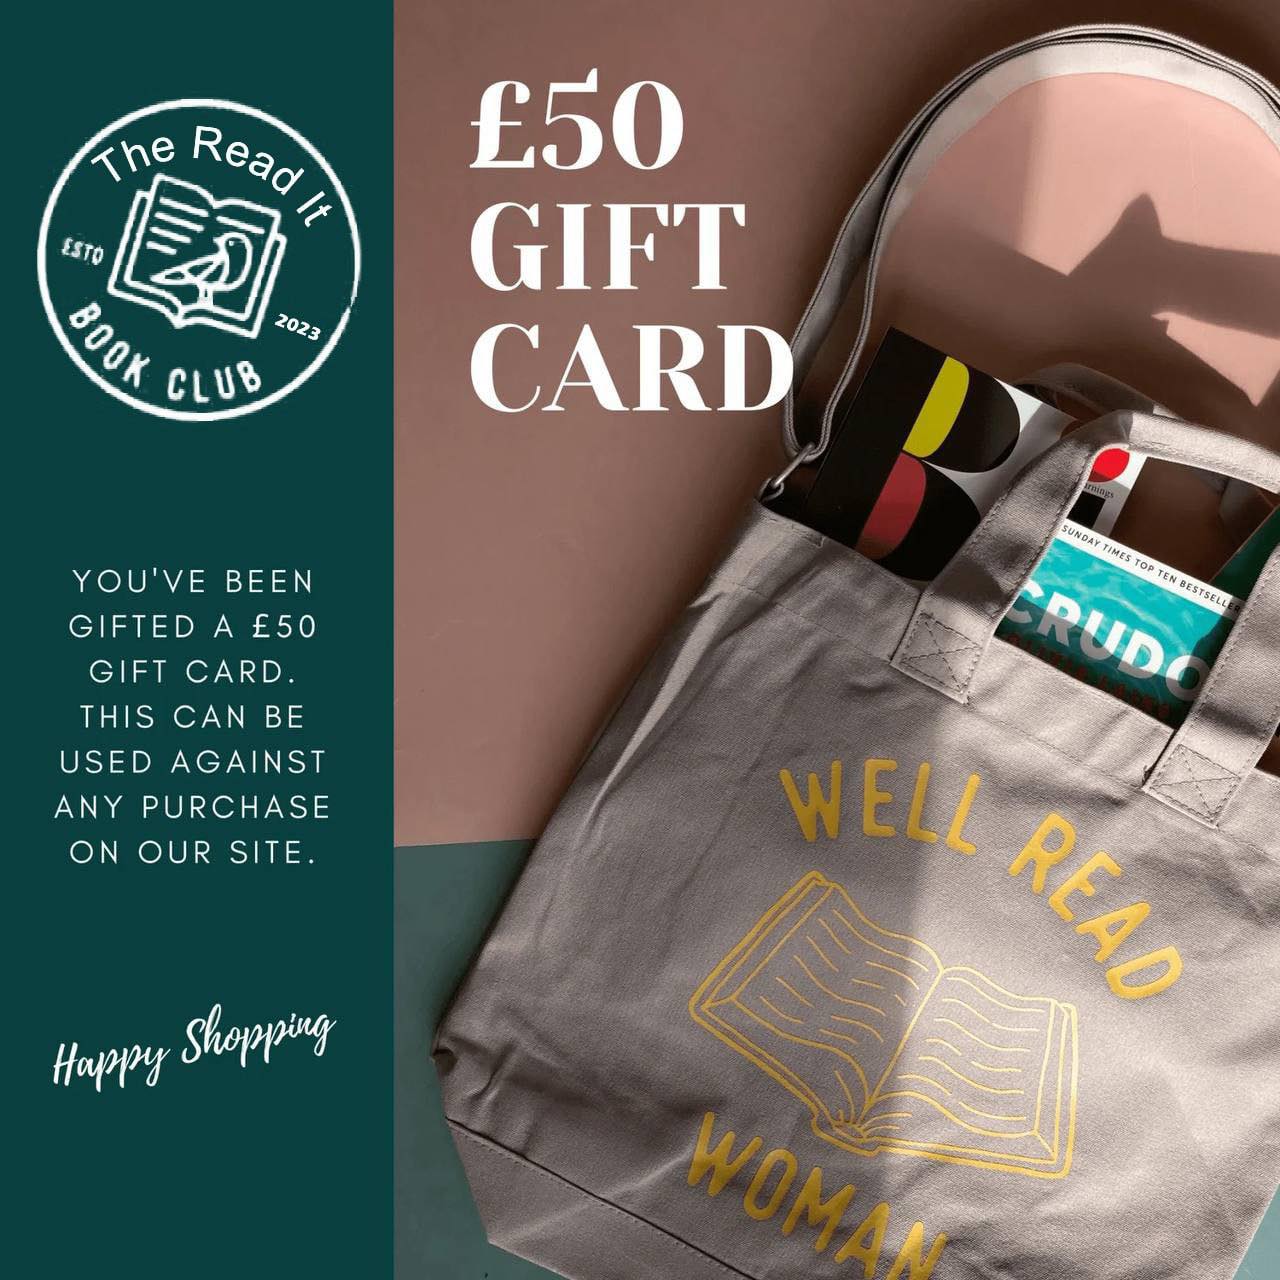 The Read It
ESTD
2023
BOOK CLUB
£50
GIFT
CARD
YOU'VE BEEN
GIFTED A £50
GIFT CARD.
THIS CAN BE
USED AGAINST
ANY PURCHASE
ON OUR SITE.
Happy Shopping
SUNDAY TIMES TOP TEN BESTSELLER
CRUDO
WELL READ
WOMAN